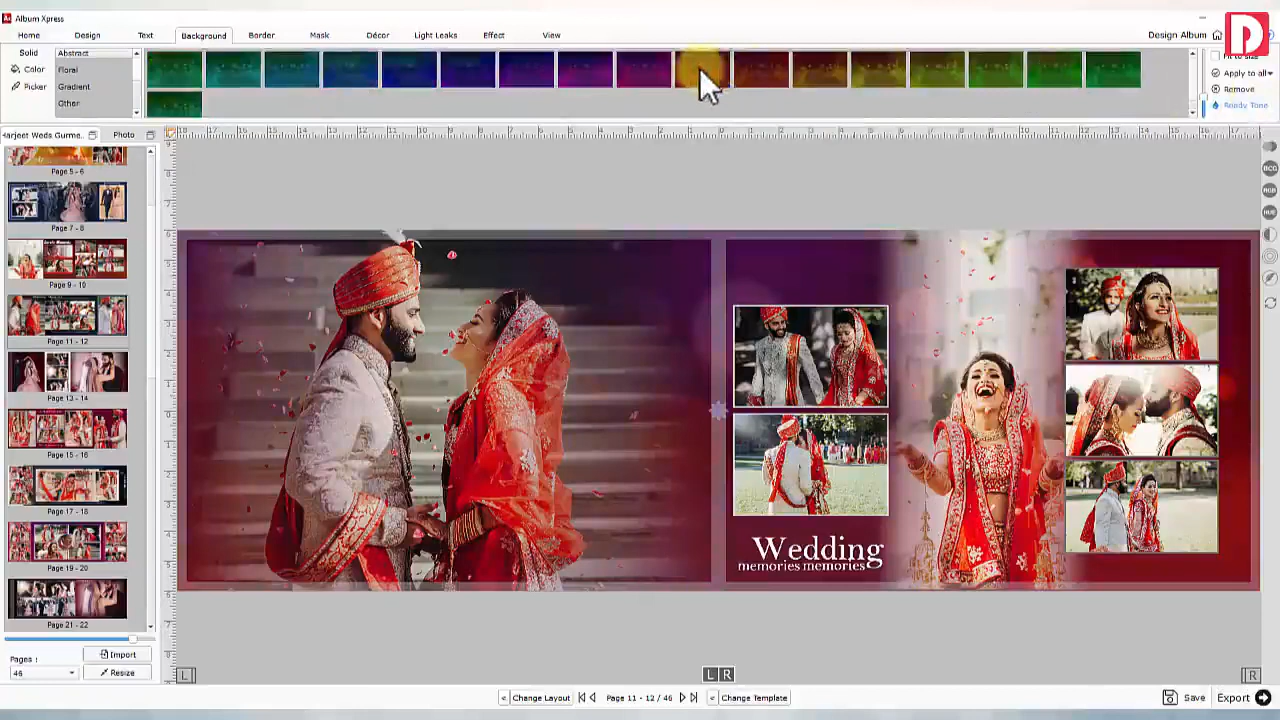 Album Xpress
Home Design Text Background Border Mask Décor Light Leaks Effect View
Design Album
Solid
Color
Picker
Abstract
Floral
Gradient
Other
Fit to size
Apply to all
Remove
Ready Tone
Harjeet Weds Gurme..
Photo
Page 5 - 6
Page 7 - 8
Page 9 - 10
Page 11 - 12
Page 13 - 14
Page 15 - 16
Page 17 - 18
Page 19 - 20
Page 21 - 22
Wedding
memories memories
BCG
RGB
HUE
Pages :
46
Import
Resize
L
L R
R
< Change Layout
Page 11 - 12 / 46
< Change Template
Save
Export